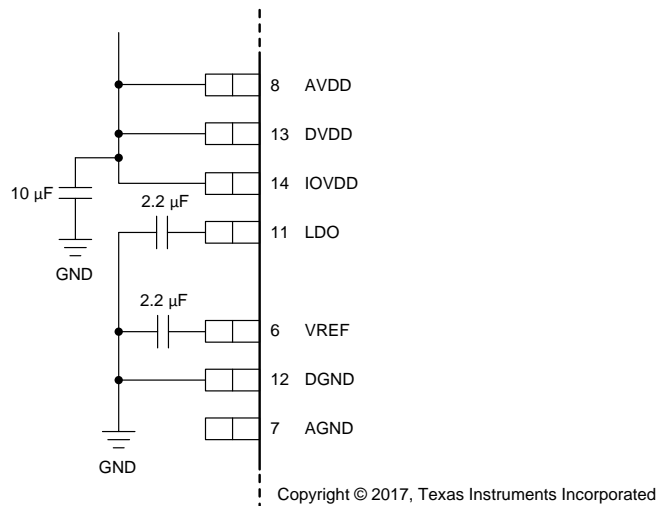 8 AVDD
13 DVDD
14 IOVDD
10 µF
2.2 µF
11 LDO
GND
2.2 µF
6 VREF
12 DGND
7 AGND
GND
Copyright © 2017, Texas Instruments Incorporated